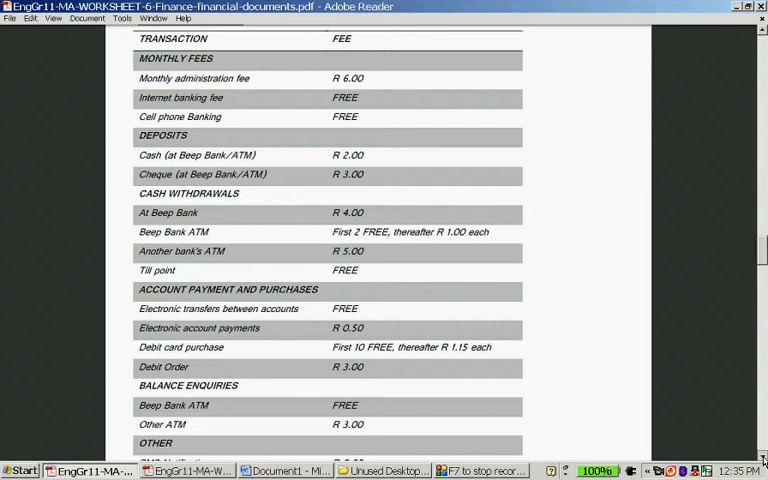 EngGr11-MA-WORKSHEET-6-Finance-financial-documents.pdf - Adobe Reader
File Edit View Document Tools Window Help
TRANSACTION FEE
MONTHLY FEES
Monthly administration fee R 6.00
Internet banking fee FREE
Cell phone Banking FREE
DEPOSITS
Cash (at Beep Bank/ATM) R 2.00
Cheque (at Beep Bank/ATM) R 3.00
CASH WITHDRAWALS
At Beep Bank R 4.00
Beep Bank ATM First 2 FREE, thereafter R 1.00 each
Another bank's ATM R 5.00
Till point FREE
ACCOUNT PAYMENT AND PURCHASES
Electronic transfers between accounts FREE
Electronic account payments R 0.50
Debit card purchase First 10 FREE, thereafter R 1.15 each
Debit Order R 3.00
BALANCE ENQUIRIES
Beep Bank ATM FREE
Other ATM R 3.00
OTHER
Start EngGr11-MA-... EngGr11-MA-W... Document1 - Mi... Unused Desktop... F7 to stop recor... 100% « 12:35 PM